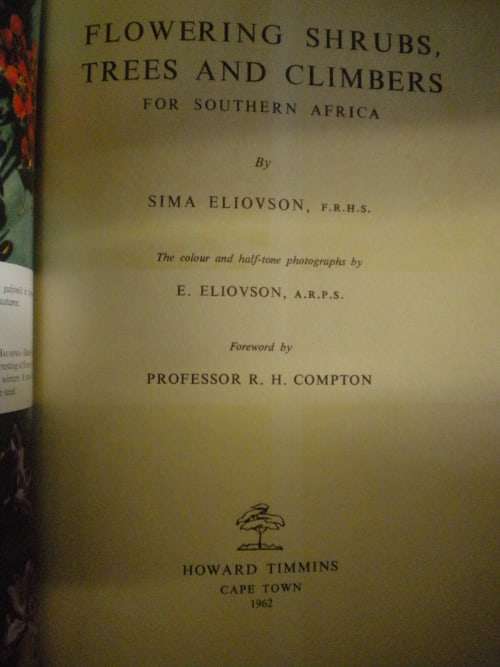 FLOWERING SHRUBS,
TREES AND CLIMBERS
FOR SOUTHERN AFRICA
By
SIMA ELIOVSON, F.R.H.S.
The colour and half-tone photographs by
E. ELIOVSON, A.R.P.S.
Foreword by
PROFESSOR R. H. COMPTON
HOWARD TIMMINS
CAPE TOWN
1962